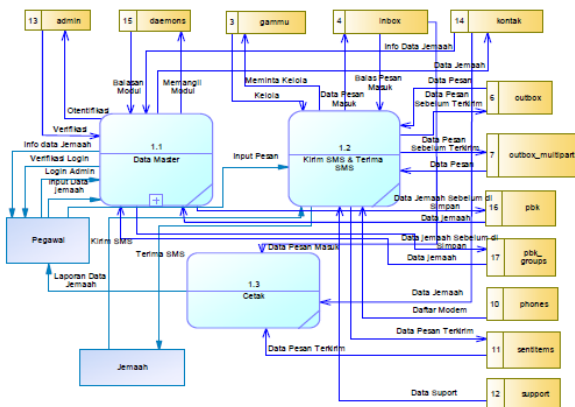 13 admin
15 daemons
3 gammu
4 inbox
14 kontak
Info Data Jemaah
Data Jemaah
Balasan
Modul
Memangil
Modul
Meminta Kelola
Kelola
Data Pesan
Masuk
Balas Pesan
Masuk
Data Pesan
Data Pesan
Sebelum Terkirim
6 outbox
Otentifikasi
Verifikasi
1.1
Data Master
1.2
Kirim SMS & Terima
SMS
Data Pesan
Sebelum Terkirim
7 outbox_multipart
Data Pesan
Info data Jemaah
Verifikasi Login
Login Admin
Input Data
Jemaah
Input Pesan
Data Jemaah Sebelum di
Simpan
16 pbk
Data Jemaah
Pegawai
Kirim SMS
Terima SMS
Data Pesan Masuk
Data Jemaah Sebelum di
Simpan
17 pbk_
groups
Data Jemaah
Laporan Data
Jemaah
1.3
Cetak
Data Jemaah
Daftar Modem
10 phones
Data Pesan Terkirim
Data Pesan Terkirim
11 sentitems
Jemaah
Data Suport
12 support